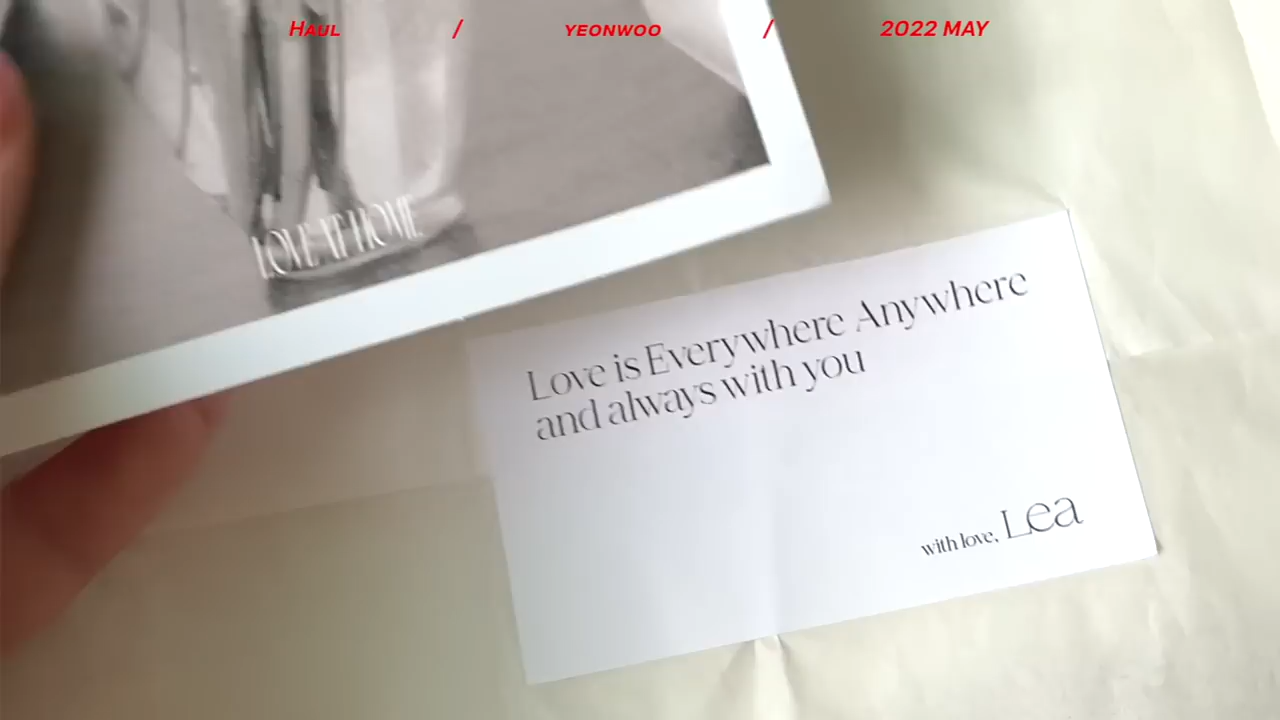 HAUL / YEONWOO / 2022 MAY
LOVE AT HOME
Love is Everywhere Anywhere
and always with you
with love, Lea